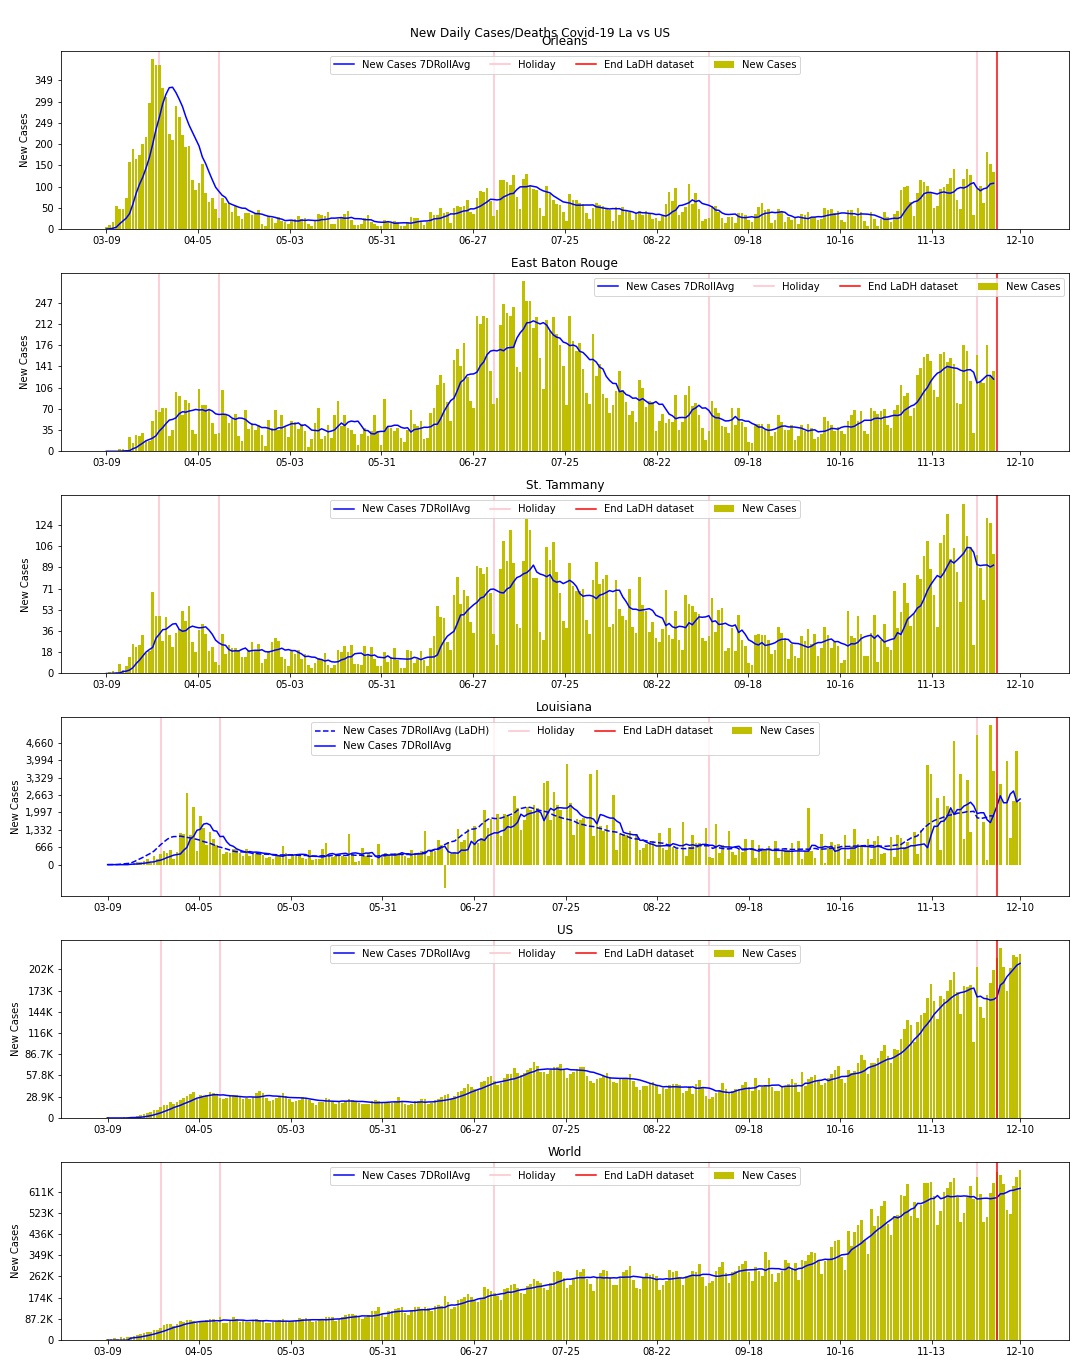 New Daily Cases/Deaths Covid-19 La vs US
Orleans
New Cases 7DRollAvg Holiday End LaDH dataset New Cases
New Cases
349
299
249
200
150
100
50
0
03-09 04-05 05-03 05-31 06-27 07-25 08-22 09-18 10-16 11-13 12-10
East Baton Rouge
New Cases 7DRollAvg Holiday End LaDH dataset New Cases
New Cases
247
212
176
141
106
70
35
0
03-09 04-05 05-03 05-31 06-27 07-25 08-22 09-18 10-16 11-13 12-10
St. Tammany
New Cases 7DRollAvg Holiday End LaDH dataset New Cases
New Cases
124
106
89
71
53
36
18
0
03-09 04-05 05-03 05-31 06-27 07-25 08-22 09-18 10-16 11-13 12-10
Louisiana
New Cases 7DRollAvg (LaDH) Holiday End LaDH dataset New Cases
New Cases 7DRollAvg
New Cases
4,660
3,994
3,329
2,663
1,997
1,332
666
0
03-09 04-05 05-03 05-31 06-27 07-25 08-22 09-18 10-16 11-13 12-10
US
New Cases 7DRollAvg Holiday End LaDH dataset New Cases
New Cases
202K
173K
144K
116K
86.7K
57.8K
28.9K
0
03-09 04-05 05-03 05-31 06-27 07-25 08-22 09-18 10-16 11-13 12-10
World
New Cases 7DRollAvg Holiday End LaDH dataset New Cases
New Cases
611K
523K
436K
349K
262K
174K
87.2K
0
03-09 04-05 05-03 05-31 06-27 07-25 08-22 09-18 10-16 11-13 12-10